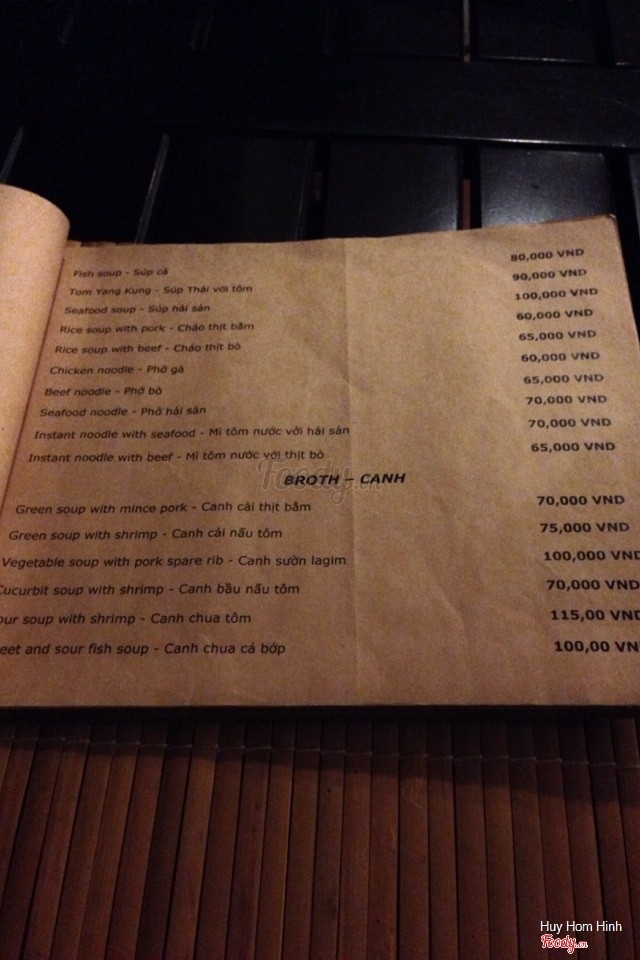 Fish soup - Súp cá 80,000 VND
Tom Yang Kung - Súp Thái với tôm 90,000 VND
Seafood soup - Súp hải sản 100,000 VND
Rice soup with pork - Cháo thịt bằm 60,000 VND
Rice soup with beef - Cháo thịt bò 65,000 VND
Chicken noodle - Phở gà 60,000 VND
Beef noodle - Phở bò 65,000 VND
Seafood noodle - Phở hải sản 70,000 VND
Instant noodle with seafood - Mì tôm nước với hải sản 70,000 VND
Instant noodle with beef - Mì tôm nước với thịt bò 65,000 VND
BROTH – CANH
Green soup with mince pork - Canh cải thịt bằm 70,000 VND
Green soup with shrimp - Canh cải nấu tôm 75,000 VND
Vegetable soup with pork spare rib - Canh sườn lagim 100,000 VND
Cucurbit soup with shrimp - Canh bầu nấu tôm 70,000 VND
our soup with shrimp - Canh chua tôm 115,00 VND
eet and sour fish soup - Canh chua cá bớp 100,00 VN
Foody.vn
Huy Hom Hinh
Foody.vn